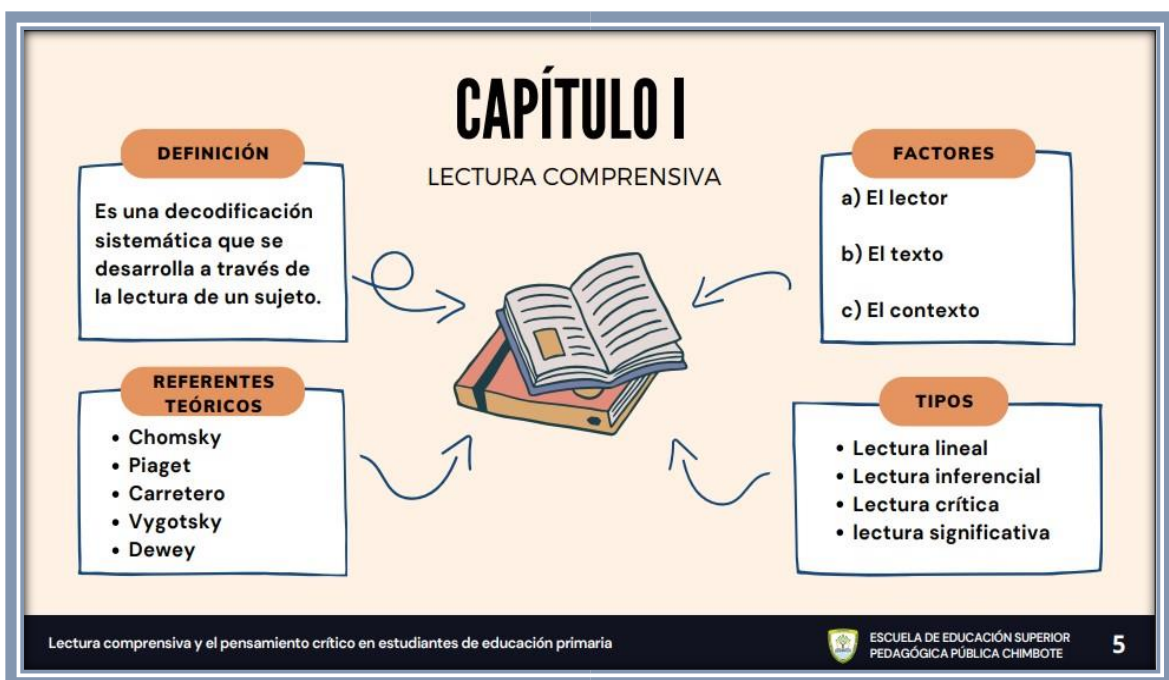 CAPÍTULO I
LECTURA COMPRENSIVA
DEFINICIÓN
Es una decodificación
sistemática que se
desarrolla a través de
la lectura de un sujeto.
REFERENTES
TEÓRICOS
• Chomsky
• Piaget
• Carretero
• Vygotsky
• Dewey
FACTORES
a) El lector
b) El texto
c) El contexto
TIPOS
• Lectura lineal
• Lectura inferencial
• Lectura crítica
• lectura significativa
Lectura comprensiva y el pensamiento crítico en estudiantes de educación primaria
ESCUELA DE EDUCACIÓN SUPERIOR
PEDAGÓGICA PÚBLICA CHIMBOTE
5